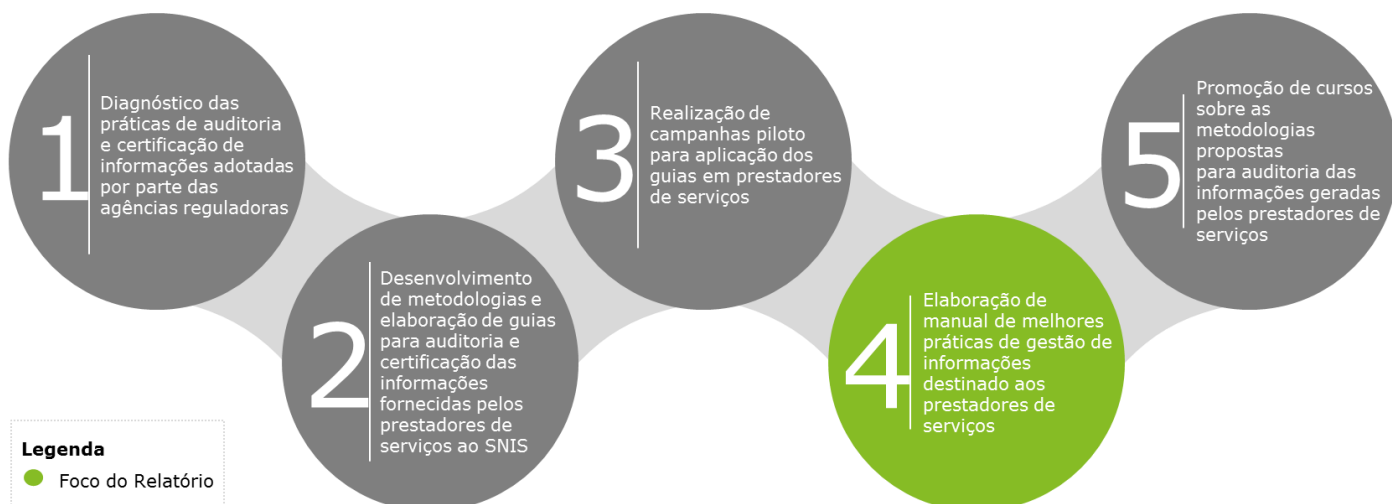 1
Diagnóstico das
práticas de auditoria
e certificação de
informações adotadas
por parte das
agências reguladoras
2
Desenvolvimento
de metodologias e
elaboração de guias
para auditoria e
certificação das
informações
fornecidas pelos
prestadores de
serviços ao SNIS
3
Realização de
campanhas piloto
para aplicação dos
guias em prestadores
de serviços
4
Elaboração de
manual de melhores
práticas de gestão de
informações
destinado aos
prestadores de
serviços
5
Promoção de cursos
sobre as
metodologias
propostas
para auditoria das
informações geradas
pelos prestadores de
serviços
Legenda
Foco do Relatório